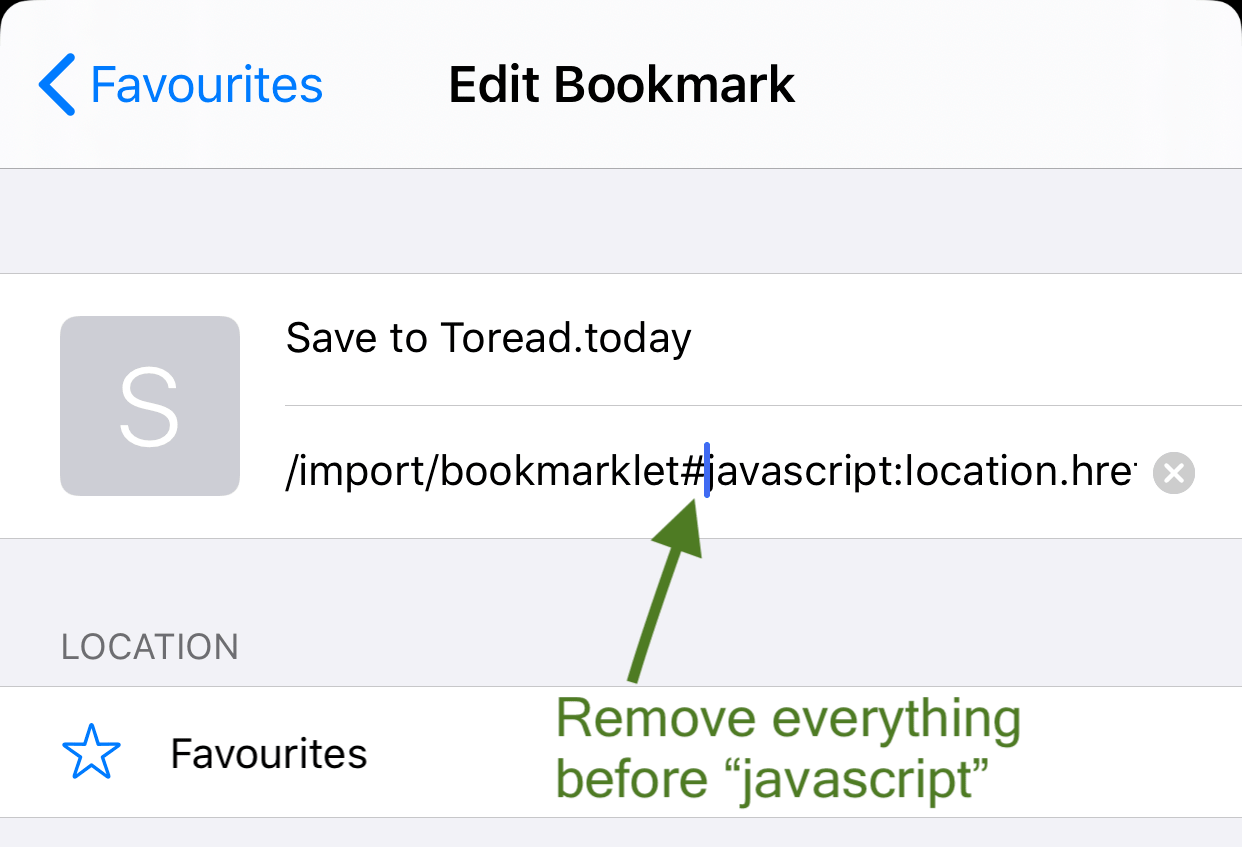 Favourites
Edit Bookmark
S
Save to Toread.today
/import/bookmarklet#javascript:location.hre
LOCATION
Favourites
Remove everything
before “javascript”